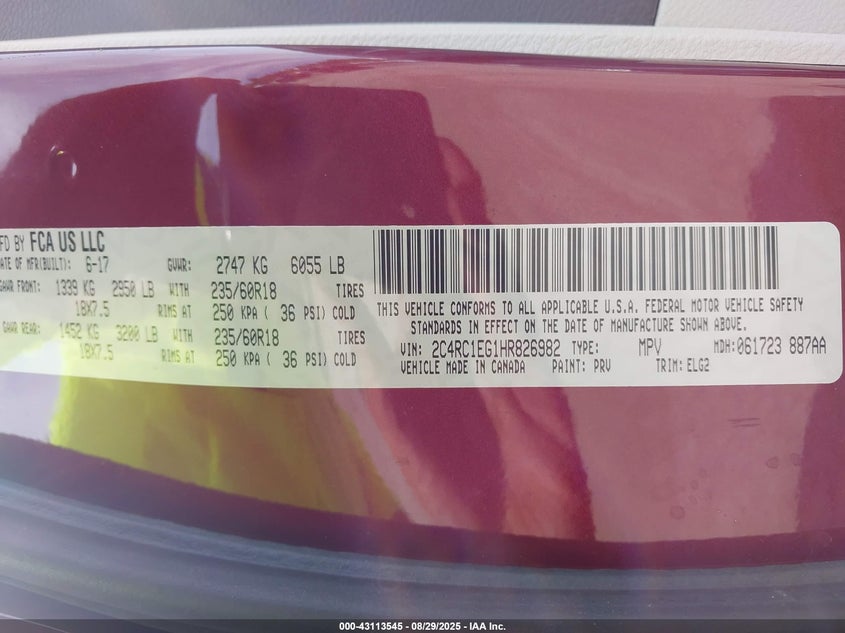 FD BY FCA US LLC
ATE OF MFR(BUILT): 6-17 GVWR: 2747 KG 6055 LB
GAWR FRONT: 1339 KG 2950 LB WITH 235/60R18 TIRES
18X7.5 RIMS AT 250 KPA ( 36 PSI) COLD
GAWR REAR: 1452 KG 3200 LB WITH 235/60R18 TIRES
18X7.5 RIMS AT 250 KPA ( 36 PSI) COLD
THIS VEHICLE CONFORMS TO ALL APPLICABLE U.S.A. FEDERAL MOTOR VEHICLE SAFETY
STANDARDS IN EFFECT ON THE DATE OF MANUFACTURE SHOWN ABOVE.
VIN: 2C4RC1EG1HR826982 TYPE: MPV MDH: 061723 887AA
VEHICLE MADE IN CANADA PAINT: PRV TRIM: ELG2
000-43113545 - 08/29/2025 - IAA Inc.